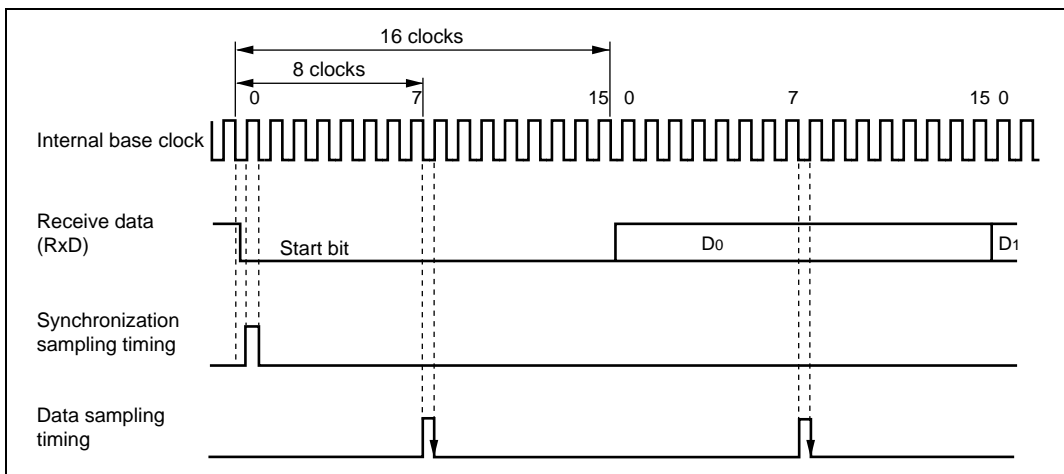 16 clocks
8 clocks
0 7 15 0 7 15 0
Internal base clock
Receive data
(RxD)
Start bit
D0
D1
Synchronization
sampling timing
Data sampling
timing